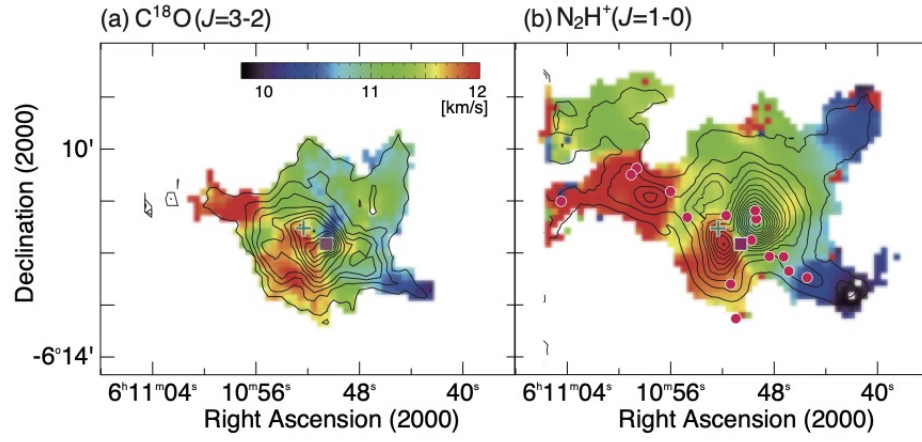 (a) C¹⁸O (J=3-2)
(b) N₂H⁺(J=1-0)
10 11 12
[km/s]
Declination (2000)
10'
-6°14'
6ʰ11ᵐ04ˢ 10ᵐ56ˢ 48ˢ 40ˢ
6ʰ11ᵐ04ˢ 10ᵐ56ˢ 48ˢ 40ˢ
Right Ascension (2000)
Right Ascension (2000)